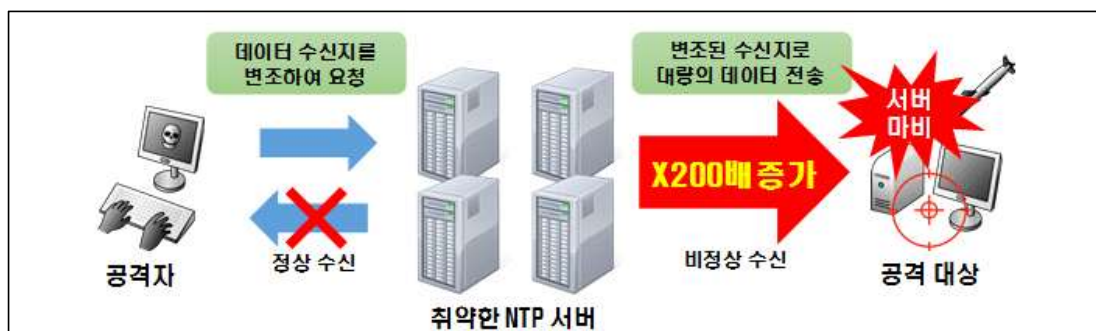 데이터 수신지를
변조하여 요청
변조된 수신지로
대량의 데이터 전송
서버
마비
X200배 증가
정상 수신
비정상 수신
공격자
취약한 NTP 서버
공격 대상